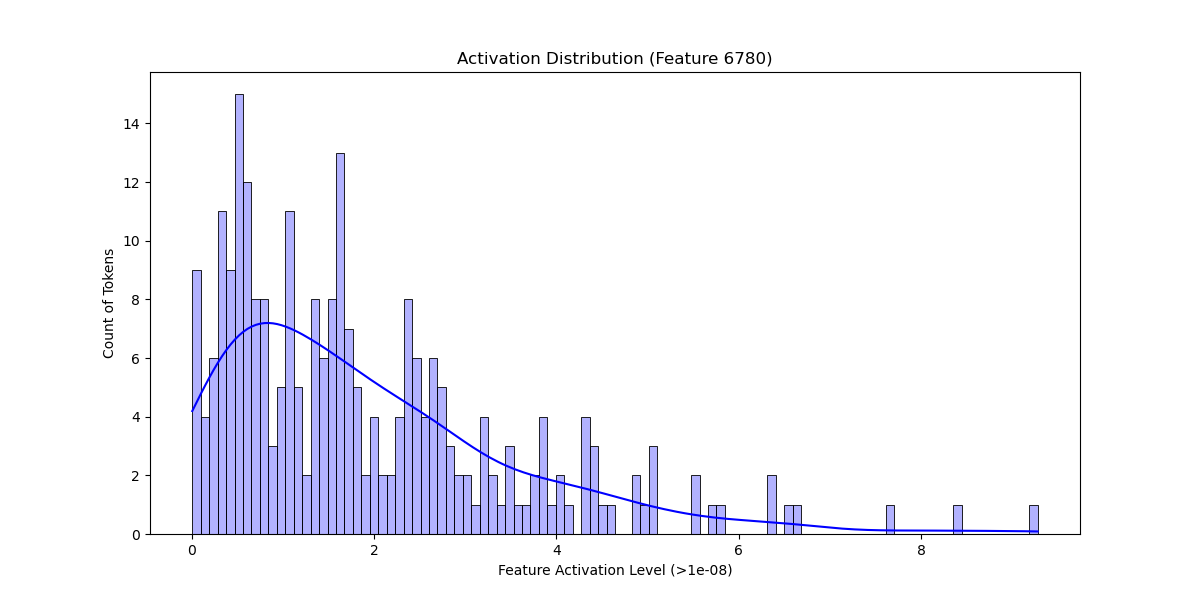 Activation Distribution (Feature 6780)
14
12
10
8
6
4
2
0
Count of Tokens
0 2 4 6 8
Feature Activation Level (>1e-08)